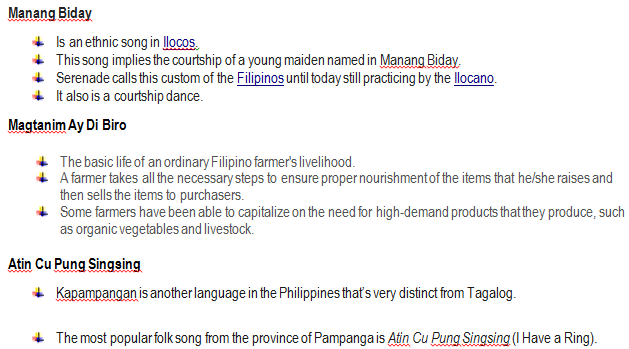 Manang Biday
Is an ethnic song in Ilocos.
This song implies the courtship of a young maiden named in Manang Biday.
Serenade calls this custom of the Filipinos until today still practicing by the Ilocano.
It also is a courtship dance.
Magtanim Ay Di Biro
The basic life of an ordinary Filipino farmer's livelihood.
A farmer takes all the necessary steps to ensure proper nourishment of the items that he/she raises and
then sells the items to purchasers.
Some farmers have been able to capitalize on the need for high-demand products that they produce, such
as organic vegetables and livestock.
Atin Cu Pung Singsing
Kapampangan is another language in the Philippines that's very distinct from Tagalog.
The most popular folk song from the province of Pampanga is Atin Cu Pung Singsing (I Have a Ring).